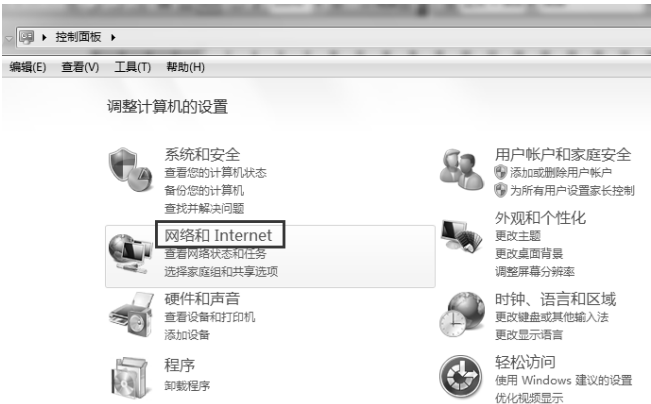 控制面板
编辑(E) 查看(V) 工具(T) 帮助(H)
调整计算机的设置
系统和安全
查看您的计算机状态
备份您的计算机
查找并解决问题
网络和 Internet
查看网络状态和任务
选择家庭组和共享选项
硬件和声音
查看设备和打印机
添加设备
程序
卸载程序
用户帐户和家庭安全
添加或删除用户帐户
为所有用户设置家长控制
外观和个性化
更改主题
更改桌面背景
调整屏幕分辨率
时钟、语言和区域
更改键盘或其他输入法
更改显示语言
轻松访问
使用 Windows 建议的设置
优化视频显示